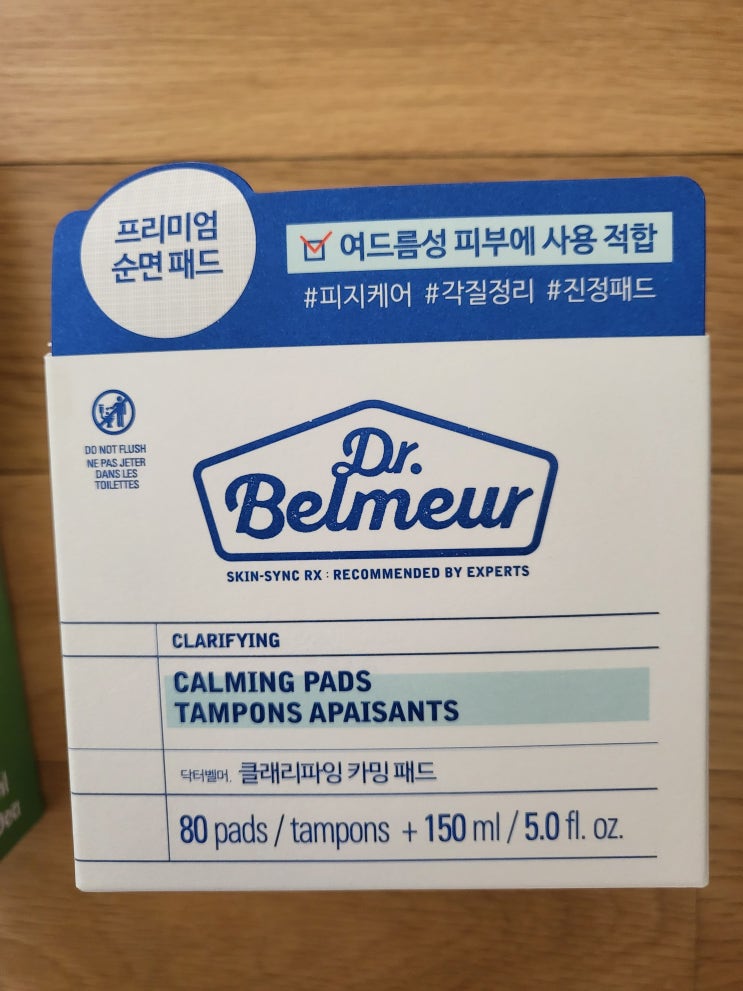 프리미엄
순면 패드
여드름성 피부에 사용 적합
#피지케어 #각질정리 #진정패드
DO NOT FLUSH
NE PAS JETER
DANS LES
TOILETTES
Dr.
Belmeur
SKIN-SYNC RX : RECOMMENDED BY EXPERTS
CLARIFYING
CALMING PADS
TAMPONS APAISANTS
닥터벨머. 클래리파잉 카밍 패드
80 pads / tampons + 150 ml / 5.0 fl. oz.